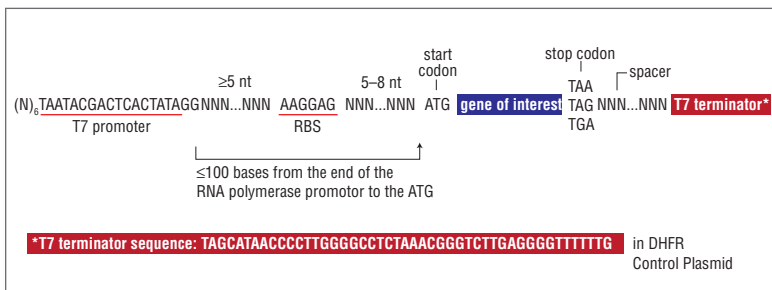 start
codon
stop codon
≥5 nt
5–8 nt
spacer
(N)6TAATACGACTCACTATAGGNNN...NNN AAGGAG NNN...NNN ATG gene of interest TAA TAG TGA NNN...NNN T7 terminator*
T7 promoter
RBS
≤100 bases from the end of the
RNA polymerase promotor to the ATG
*T7 terminator sequence: TAGCATAACCCCTTGGGGCCTCTAAACGGGTCTTGAGGGGTTTTTTG
in DHFR
Control Plasmid